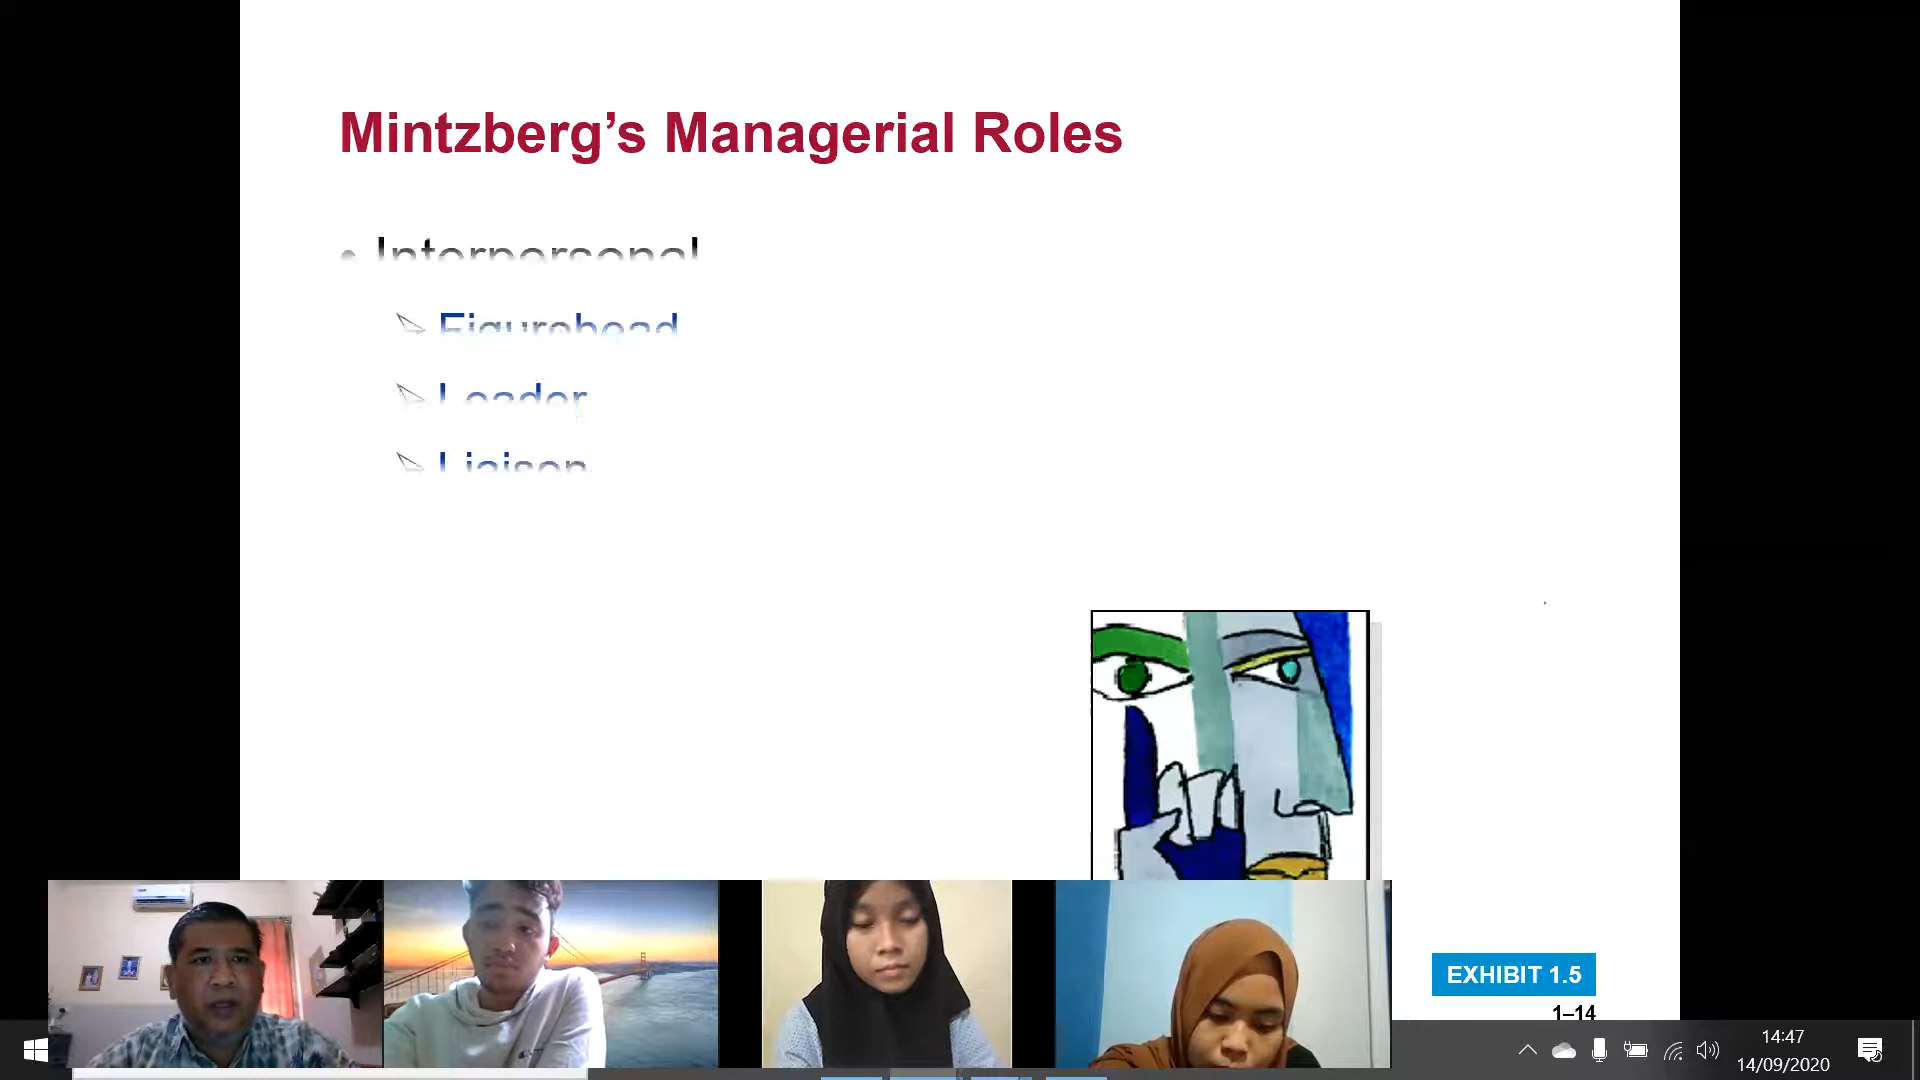 Mintzberg’s Managerial Roles
• Interpersonal
Figurehead
Leader
Liaison
EXHIBIT 1.5
1–14
14:47
14/09/2020